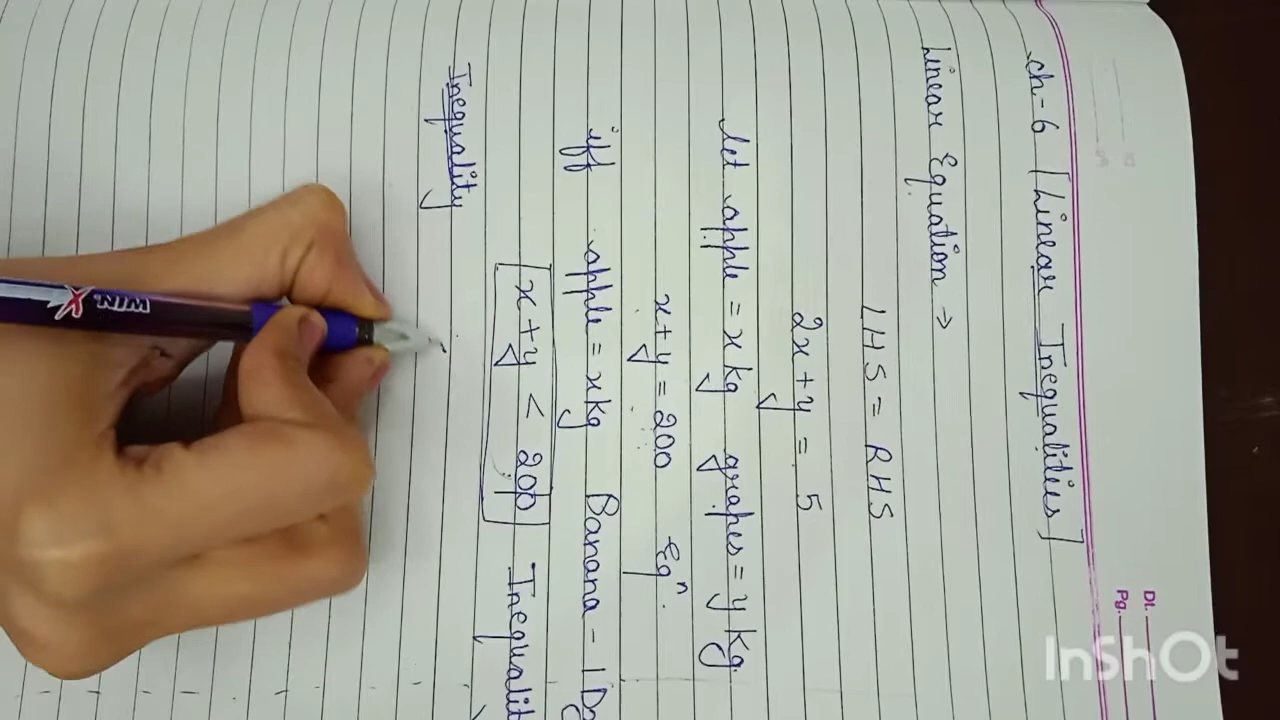 Dt.
Pg.
Ch-6 [Linear Inequalities]
Linear Equation →
LHS = RHS
2x + y = 5
let apple = x kg grapes = y kg
x + y = 200 Eqⁿ.
iff apple = x kg Banana - 1 Dz
x + y < 200 Inequalit
Inequality
WIN X
InShOt